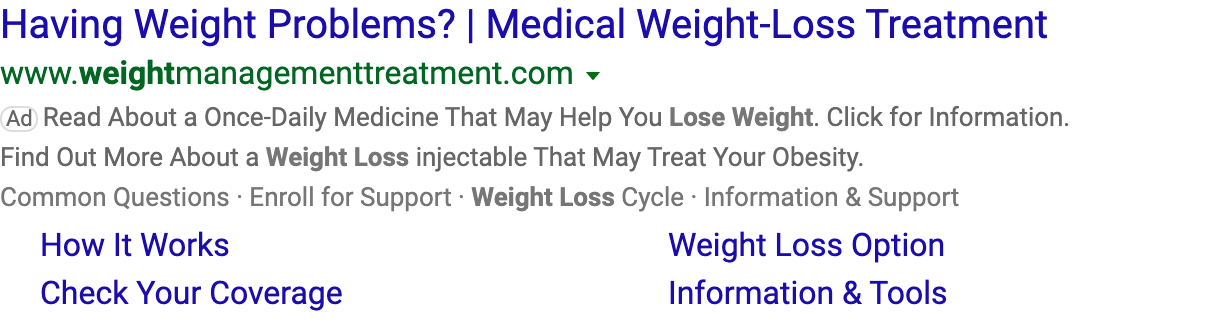 Having Weight Problems? | Medical Weight-Loss Treatment
www.weightmanagementtreatment.com
Ad Read About a Once-Daily Medicine That May Help You Lose Weight. Click for Information.
Find Out More About a Weight Loss injectable That May Treat Your Obesity.
Common Questions · Enroll for Support · Weight Loss Cycle · Information & Support
How It Works Weight Loss Option
Check Your Coverage Information & Tools